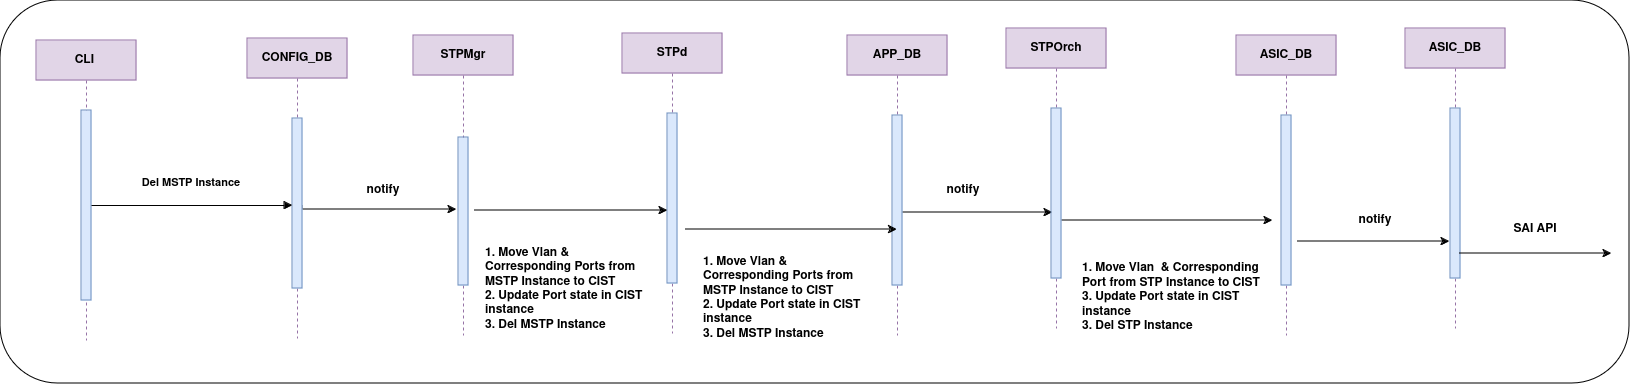 CLI
CONFIG_DB
STPMgr
STPd
APP_DB
STPOrch
ASIC_DB
ASIC_DB
Del MSTP Instance
notify
notify
notify
SAI API
1. Move Vlan &
Corresponding Ports from
MSTP Instance to CIST
2. Update Port state in CIST
instance
3. Del MSTP Instance
1. Move Vlan &
Corresponding Ports from
MSTP Instance to CIST
2. Update Port state in CIST
instance
3. Del MSTP Instance
1. Move Vlan  & Corresponding
Port from STP Instance to CIST
3. Update Port state in CIST
instance
3. Del STP Instance